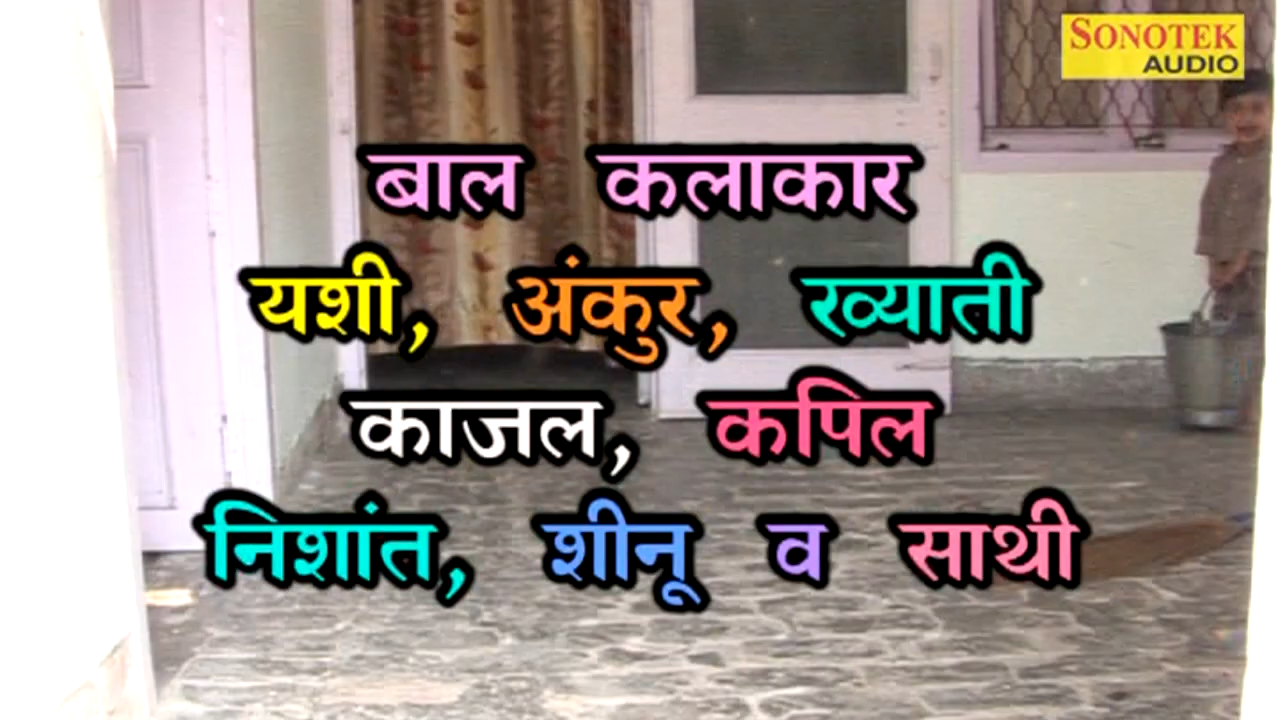 SONOTEK
AUDIO
बाल कलाकार
यशी, अंकुर, ख्याती
काजल, कपिल
निशांत, शीनू व साथी